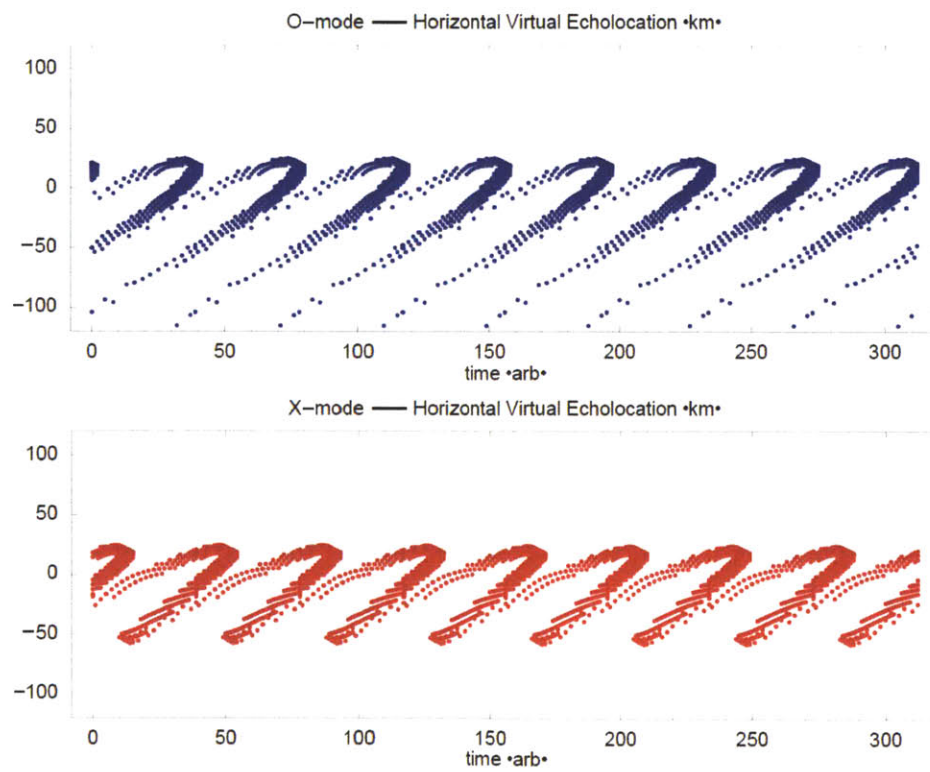 O–mode — Horizontal Virtual Echolocation •km•
100
50
0
−50
−100
0 50 100 150 200 250 300
time •arb•
X–mode — Horizontal Virtual Echolocation •km•
100
50
0
−50
−100
0 50 100 150 200 250 300
time •arb•